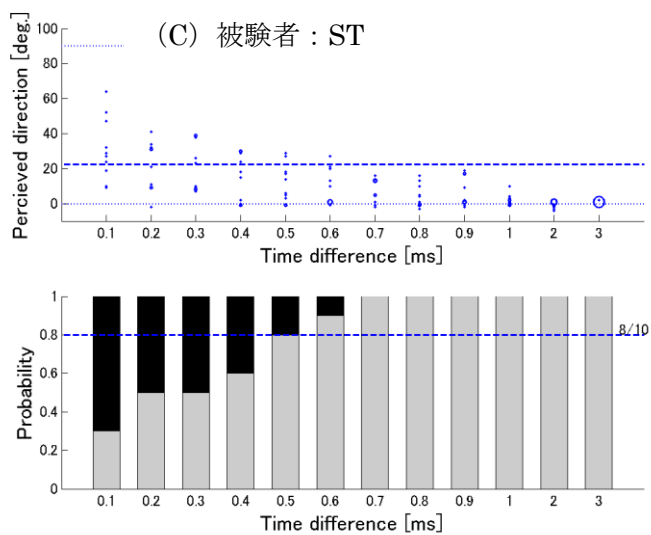 (C) 被験者：ST
Percieved direction [deg.]
100
80
60
40
20
0
0.1 0.2 0.3 0.4 0.5 0.6 0.7 0.8 0.9 1 2 3
Time difference [ms]
Probability
1
0.8
0.6
0.4
0.2
0
8/10
0.1 0.2 0.3 0.4 0.5 0.6 0.7 0.8 0.9 1 2 3
Time difference [ms]